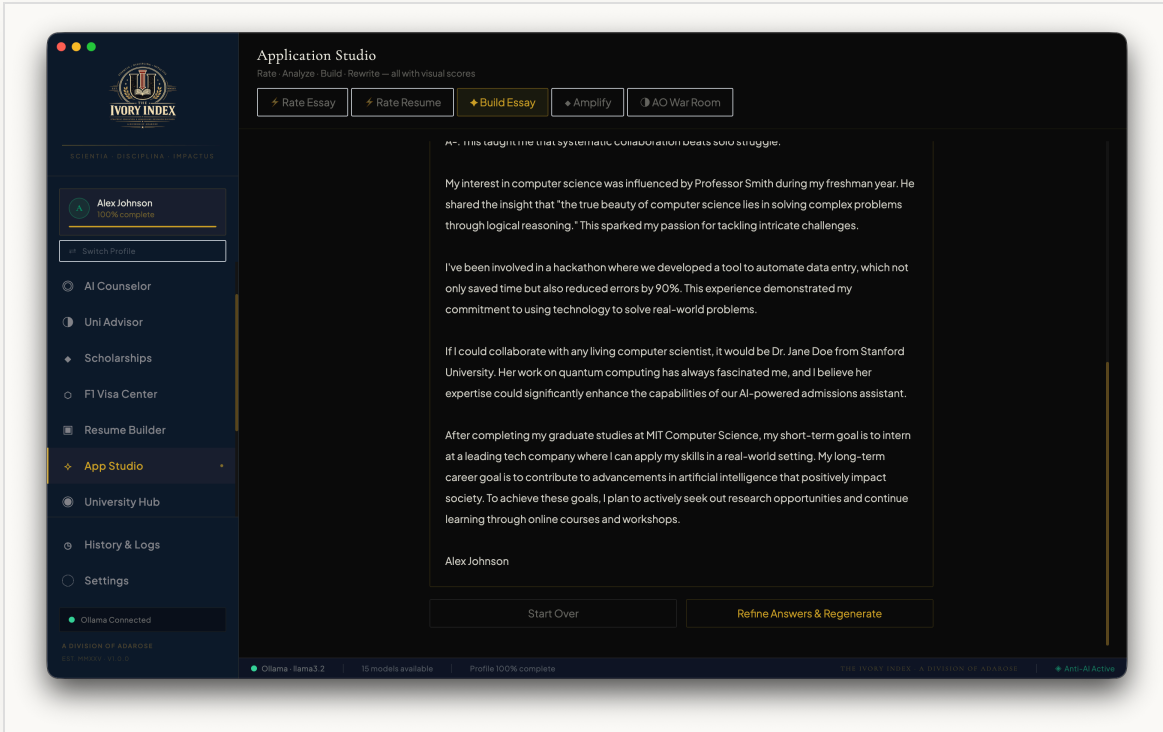 THE
IVORY INDEX
SCIENTIA · DISCIPLINA · IMPACTUS
A
Alex Johnson
100% complete
Switch Profile
AI Counselor
Uni Advisor
Scholarships
F1 Visa Center
Resume Builder
App Studio
University Hub
History & Logs
Settings
Ollama Connected
A DIVISION OF ADAROSE
EST. MMXXV · V1.0.0
Application Studio
Rate · Analyze · Build · Rewrite — all with visual scores
Rate Essay
Rate Resume
Build Essay
Amplify
AO War Room
A-. This taught me that systematic collaboration beats solo struggle.
My interest in computer science was influenced by Professor Smith during my freshman year. He
shared the insight that "the true beauty of computer science lies in solving complex problems
through logical reasoning." This sparked my passion for tackling intricate challenges.
I've been involved in a hackathon where we developed a tool to automate data entry, which not
only saved time but also reduced errors by 90%. This experience demonstrated my
commitment to using technology to solve real-world problems.
If I could collaborate with any living computer scientist, it would be Dr. Jane Doe from Stanford
University. Her work on quantum computing has always fascinated me, and I believe her
expertise could significantly enhance the capabilities of our AI-powered admissions assistant.
After completing my graduate studies at MIT Computer Science, my short-term goal is to intern
at a leading tech company where I can apply my skills in a real-world setting. My long-term
career goal is to contribute to advancements in artificial intelligence that positively impact
society. To achieve these goals, I plan to actively seek out research opportunities and continue
learning through online courses and workshops.
Alex Johnson
Start Over
Refine Answers & Regenerate
Ollama · llama3.2
15 models available
Profile 100% complete
THE IVORY INDEX · A DIVISION OF ADAROSE
Anti-AI Active